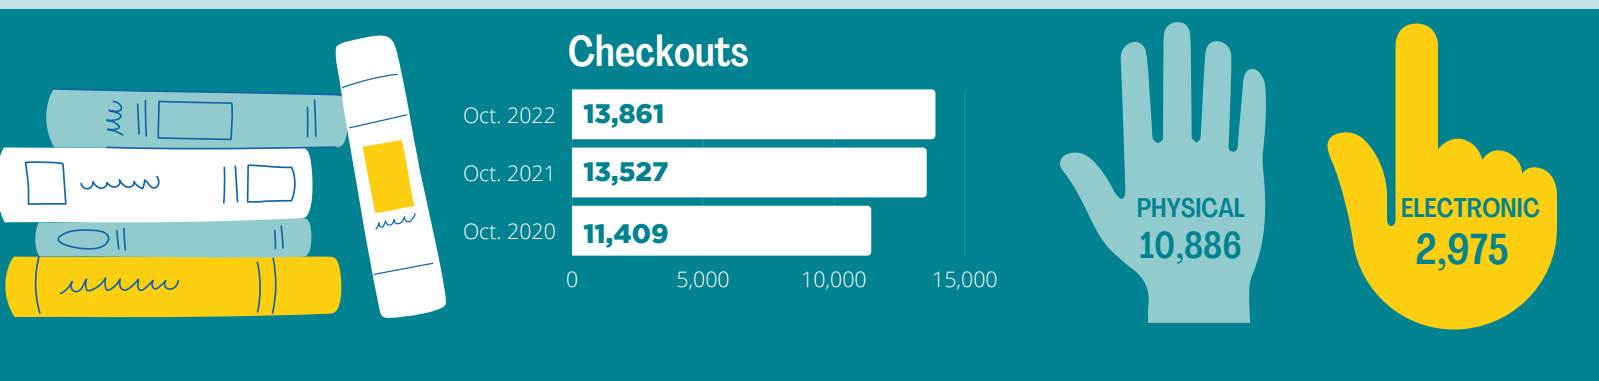 Checkouts
Oct. 2022 13,861
Oct. 2021 13,527
Oct. 2020 11,409
0 5,000 10,000 15,000
PHYSICAL
10,886
ELECTRONIC
2,975